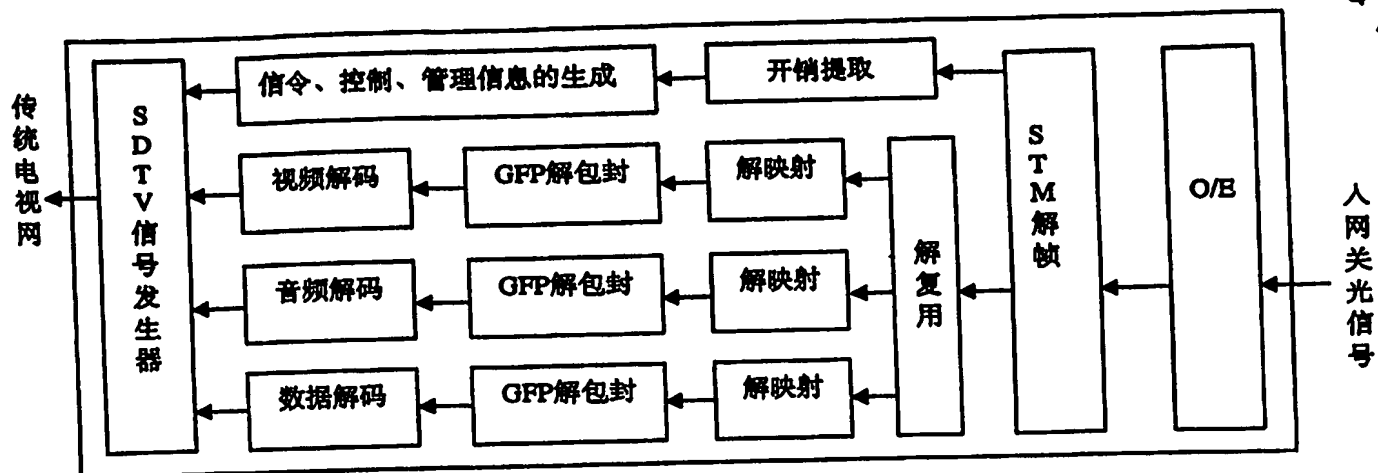 信令、控制、管理信息的生成
开销提取
传统电视网
SDTV信号发生器
视频解码
GFP解包封
解映射
解复用
STM解帧
O/E
入网关光信号
音频解码
GFP解包封
解映射
数据解码
GFP解包封
解映射